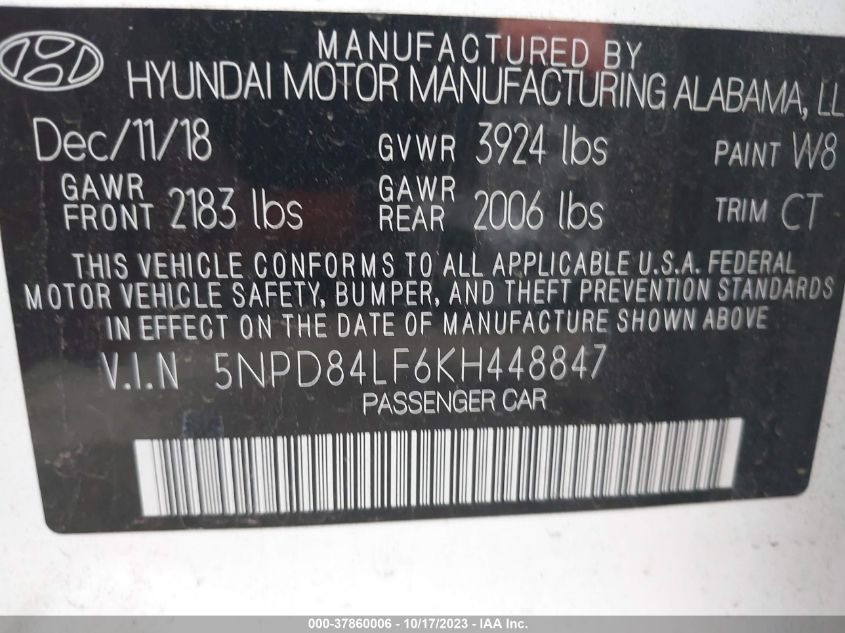 MANUFACTURED BY
HYUNDAI MOTOR MANUFACTURING ALABAMA, LL
Dec/11/18 GVWR 3924 lbs PAINT W8
GAWR FRONT 2183 lbs GAWR REAR 2006 lbs TRIM CT
THIS VEHICLE CONFORMS TO ALL APPLICABLE U.S.A. FEDERAL
MOTOR VEHICLE SAFETY, BUMPER, AND THEFT PREVENTION STANDARDS
IN EFFECT ON THE DATE OF MANUFACTURE SHOWN ABOVE
V.I.N 5NPD84LF6KH448847
PASSENGER CAR
000-37860006 - 10/17/2023 - IAA Inc.